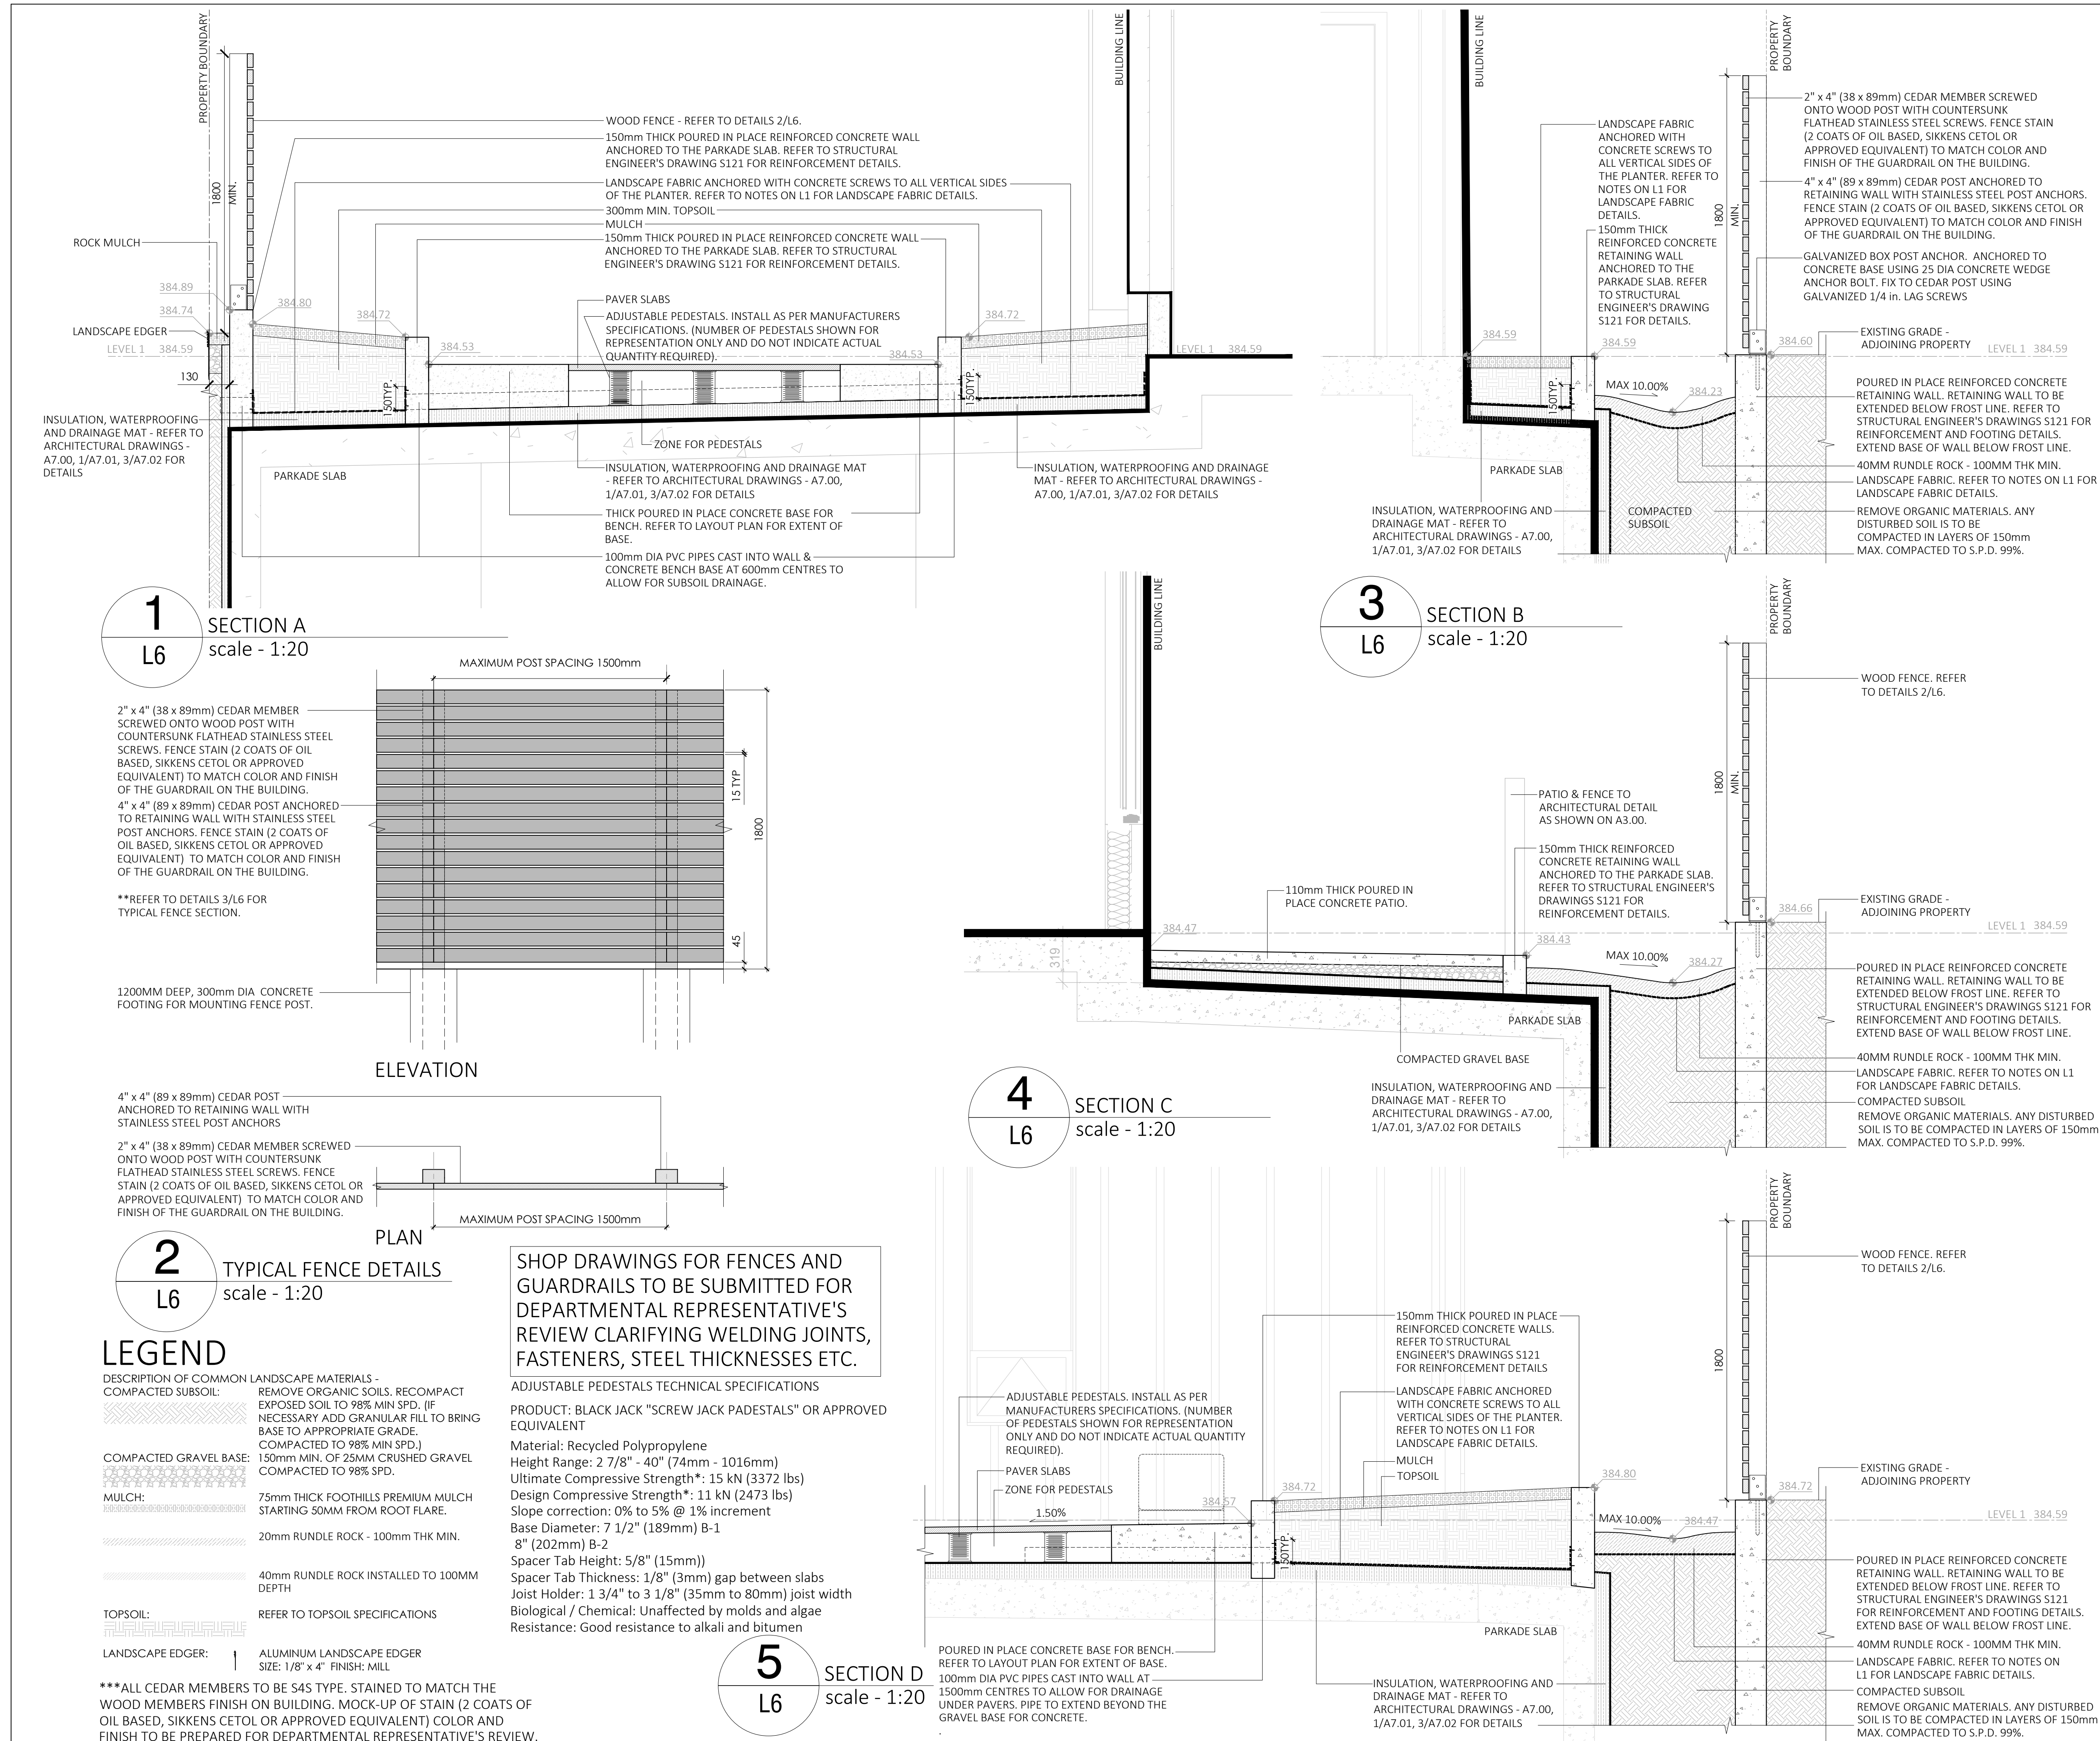 PROPERTY BOUNDARY
BUILDING LINE
1800
MIN.
WOOD FENCE - REFER TO DETAILS 2/L6.
150mm THICK POURED IN PLACE REINFORCED CONCRETE WALL
ANCHORED TO THE PARKADE SLAB. REFER TO STRUCTURAL
ENGINEER'S DRAWING S121 FOR REINFORCEMENT DETAILS.
LANDSCAPE FABRIC ANCHORED WITH CONCRETE SCREWS TO ALL VERTICAL SIDES
OF THE PLANTER. REFER TO NOTES ON L1 FOR LANDSCAPE FABRIC DETAILS.
300mm MIN. TOPSOIL
MULCH
150mm THICK POURED IN PLACE REINFORCED CONCRETE WALL
ANCHORED TO THE PARKADE SLAB. REFER TO STRUCTURAL
ENGINEER'S DRAWING S121 FOR REINFORCEMENT DETAILS.
PAVER SLABS
ADJUSTABLE PEDESTALS. INSTALL AS PER MANUFACTURERS
SPECIFICATIONS. (NUMBER OF PEDESTALS SHOWN FOR
REPRESENTATION ONLY AND DO NOT INDICATE ACTUAL
QUANTITY REQUIRED).
ROCK MULCH
384.89
384.74
384.80
384.72
384.53
384.53
384.72
LANDSCAPE EDGER
LEVEL 1 384.59
LEVEL 1 384.59
130
150TYP.
150TYP.
INSULATION, WATERPROOFING
AND DRAINAGE MAT - REFER TO
ARCHITECTURAL DRAWINGS -
A7.00, 1/A7.01, 3/A7.02 FOR
DETAILS
PARKADE SLAB
ZONE FOR PEDESTALS
INSULATION, WATERPROOFING AND DRAINAGE MAT
- REFER TO ARCHITECTURAL DRAWINGS - A7.00,
1/A7.01, 3/A7.02 FOR DETAILS
THICK POURED IN PLACE CONCRETE BASE FOR
BENCH. REFER TO LAYOUT PLAN FOR EXTENT OF
BASE.
100mm DIA PVC PIPES CAST INTO WALL &
CONCRETE BENCH BASE AT 600mm CENTRES TO
ALLOW FOR SUBSOIL DRAINAGE.
INSULATION, WATERPROOFING AND DRAINAGE
MAT - REFER TO ARCHITECTURAL DRAWINGS -
A7.00, 1/A7.01, 3/A7.02 FOR DETAILS
1
L6
SECTION A
scale - 1:20
BUILDING LINE
PROPERTY
BOUNDARY
LANDSCAPE FABRIC
ANCHORED WITH
CONCRETE SCREWS TO
ALL VERTICAL SIDES OF
THE PLANTER. REFER TO
NOTES ON L1 FOR
LANDSCAPE FABRIC
DETAILS.
150mm THICK
REINFORCED CONCRETE
RETAINING WALL
ANCHORED TO THE
PARKADE SLAB. REFER
TO STRUCTURAL
ENGINEER'S DRAWING
S121 FOR DETAILS.
1800
MIN.
2" x 4" (38 x 89mm) CEDAR MEMBER SCREWED
ONTO WOOD POST WITH COUNTERSUNK
FLATHEAD STAINLESS STEEL SCREWS. FENCE STAIN
(2 COATS OF OIL BASED, SIKKENS CETOL OR
APPROVED EQUIVALENT) TO MATCH COLOR AND
FINISH OF THE GUARDRAIL ON THE BUILDING.
4" x 4" (89 x 89mm) CEDAR POST ANCHORED TO
RETAINING WALL WITH STAINLESS STEEL POST ANCHORS.
FENCE STAIN (2 COATS OF OIL BASED, SIKKENS CETOL OR
APPROVED EQUIVALENT) TO MATCH COLOR AND FINISH
OF THE GUARDRAIL ON THE BUILDING.
GALVANIZED BOX POST ANCHOR. ANCHORED TO
CONCRETE BASE USING 25 DIA CONCRETE WEDGE
ANCHOR BOLT. FIX TO CEDAR POST USING
GALVANIZED 1/4 in. LAG SCREWS
EXISTING GRADE -
ADJOINING PROPERTY
384.59
384.59
384.60
LEVEL 1 384.59
MAX 10.00%
384.23
150TYP.
PARKADE SLAB
POURED IN PLACE REINFORCED CONCRETE
RETAINING WALL. RETAINING WALL TO BE
EXTENDED BELOW FROST LINE. REFER TO
STRUCTURAL ENGINEER'S DRAWINGS S121 FOR
REINFORCEMENT AND FOOTING DETAILS.
EXTEND BASE OF WALL BELOW FROST LINE.
40MM RUNDLE ROCK - 100MM THK MIN.
LANDSCAPE FABRIC. REFER TO NOTES ON L1 FOR
LANDSCAPE FABRIC DETAILS.
REMOVE ORGANIC MATERIALS. ANY
DISTURBED SOIL IS TO BE
COMPACTED IN LAYERS OF 150mm
MAX. COMPACTED TO S.P.D. 99%.
INSULATION, WATERPROOFING AND
DRAINAGE MAT - REFER TO
ARCHITECTURAL DRAWINGS - A7.00,
1/A7.01, 3/A7.02 FOR DETAILS
COMPACTED
SUBSOIL
3
L6
SECTION B
scale - 1:20
MAXIMUM POST SPACING 1500mm
2" x 4" (38 x 89mm) CEDAR MEMBER
SCREWED ONTO WOOD POST WITH
COUNTERSUNK FLATHEAD STAINLESS STEEL
SCREWS. FENCE STAIN (2 COATS OF OIL
BASED, SIKKENS CETOL OR APPROVED
EQUIVALENT) TO MATCH COLOR AND FINISH
OF THE GUARDRAIL ON THE BUILDING.
4" x 4" (89 x 89mm) CEDAR POST ANCHORED
TO RETAINING WALL WITH STAINLESS STEEL
POST ANCHORS. FENCE STAIN (2 COATS OF
OIL BASED, SIKKENS CETOL OR APPROVED
EQUIVALENT) TO MATCH COLOR AND FINISH
OF THE GUARDRAIL ON THE BUILDING.
**REFER TO DETAILS 3/L6 FOR
TYPICAL FENCE SECTION.
15 TYP
1800
45
1200MM DEEP, 300mm DIA CONCRETE
FOOTING FOR MOUNTING FENCE POST.
ELEVATION
4" x 4" (89 x 89mm) CEDAR POST
ANCHORED TO RETAINING WALL WITH
STAINLESS STEEL POST ANCHORS
2" x 4" (38 x 89mm) CEDAR MEMBER SCREWED
ONTO WOOD POST WITH COUNTERSUNK
FLATHEAD STAINLESS STEEL SCREWS. FENCE
STAIN (2 COATS OF OIL BASED, SIKKENS CETOL OR
APPROVED EQUIVALENT) TO MATCH COLOR AND
FINISH OF THE GUARDRAIL ON THE BUILDING.
MAXIMUM POST SPACING 1500mm
PLAN
2
L6
TYPICAL FENCE DETAILS
scale - 1:20
BUILDING LINE
PROPERTY
BOUNDARY
WOOD FENCE. REFER
TO DETAILS 2/L6.
1800
MIN.
PATIO & FENCE TO
ARCHITECTURAL DETAIL
AS SHOWN ON A3.00.
150mm THICK REINFORCED
CONCRETE RETAINING WALL
ANCHORED TO THE PARKADE SLAB.
REFER TO STRUCTURAL ENGINEER'S
DRAWINGS S121 FOR
REINFORCEMENT DETAILS.
110mm THICK POURED IN
PLACE CONCRETE PATIO.
EXISTING GRADE -
ADJOINING PROPERTY
384.47
384.43
384.66
LEVEL 1 384.59
319
MAX 10.00%
384.27
PARKADE SLAB
COMPACTED GRAVEL BASE
INSULATION, WATERPROOFING AND
DRAINAGE MAT - REFER TO
ARCHITECTURAL DRAWINGS - A7.00,
1/A7.01, 3/A7.02 FOR DETAILS
POURED IN PLACE REINFORCED CONCRETE
RETAINING WALL. RETAINING WALL TO BE
EXTENDED BELOW FROST LINE. REFER TO
STRUCTURAL ENGINEER'S DRAWINGS S121 FOR
REINFORCEMENT AND FOOTING DETAILS.
EXTEND BASE OF WALL BELOW FROST LINE.
40MM RUNDLE ROCK - 100MM THK MIN.
LANDSCAPE FABRIC. REFER TO NOTES ON L1
FOR LANDSCAPE FABRIC DETAILS.
COMPACTED SUBSOIL
REMOVE ORGANIC MATERIALS. ANY DISTURBED
SOIL IS TO BE COMPACTED IN LAYERS OF 150mm
MAX. COMPACTED TO S.P.D. 99%.
4
L6
SECTION C
scale - 1:20
SHOP DRAWINGS FOR FENCES AND
GUARDRAILS TO BE SUBMITTED FOR
DEPARTMENTAL REPRESENTATIVE'S
REVIEW CLARIFYING WELDING JOINTS,
FASTENERS, STEEL THICKNESSES ETC.
LEGEND
DESCRIPTION OF COMMON LANDSCAPE MATERIALS -
COMPACTED SUBSOIL: REMOVE ORGANIC SOILS. RECOMPACT
EXPOSED SOIL TO 98% MIN SPD. (IF
NECESSARY ADD GRANULAR FILL TO BRING
BASE TO APPROPRIATE GRADE.
COMPACTED TO 98% MIN SPD.)
COMPACTED GRAVEL BASE: 150mm MIN. OF 25MM CRUSHED GRAVEL
COMPACTED TO 98% SPD.
MULCH: 75mm THICK FOOTHILLS PREMIUM MULCH
STARTING 50MM FROM ROOT FLARE.
20mm RUNDLE ROCK - 100mm THK MIN.
40mm RUNDLE ROCK INSTALLED TO 100MM
DEPTH
TOPSOIL: REFER TO TOPSOIL SPECIFICATIONS
LANDSCAPE EDGER: ALUMINUM LANDSCAPE EDGER
SIZE: 1/8" x 4" FINISH: MILL
***ALL CEDAR MEMBERS TO BE S4S TYPE. STAINED TO MATCH THE
WOOD MEMBERS FINISH ON BUILDING. MOCK-UP OF STAIN (2 COATS OF
OIL BASED, SIKKENS CETOL OR APPROVED EQUIVALENT) COLOR AND
FINISH TO BE PREPARED FOR DEPARTMENTAL REPRESENTATIVE'S REVIEW.
ADJUSTABLE PEDESTALS TECHNICAL SPECIFICATIONS
PRODUCT: BLACK JACK "SCREW JACK PADESTALS" OR APPROVED
EQUIVALENT
Material: Recycled Polypropylene
Height Range: 2 7/8" - 40" (74mm - 1016mm)
Ultimate Compressive Strength*: 15 kN (3372 lbs)
Design Compressive Strength*: 11 kN (2473 lbs)
Slope correction: 0% to 5% @ 1% increment
Base Diameter: 7 1/2" (189mm) B-1
8" (202mm) B-2
Spacer Tab Height: 5/8" (15mm))
Spacer Tab Thickness: 1/8" (3mm) gap between slabs
Joist Holder: 1 3/4" to 3 1/8" (35mm to 80mm) joist width
Biological / Chemical: Unaffected by molds and algae
Resistance: Good resistance to alkali and bitumen
PROPERTY
BOUNDARY
WOOD FENCE. REFER
TO DETAILS 2/L6.
1800
150mm THICK POURED IN PLACE
REINFORCED CONCRETE WALLS.
REFER TO STRUCTURAL
ENGINEER'S DRAWINGS S121
FOR REINFORCEMENT DETAILS
LANDSCAPE FABRIC ANCHORED
WITH CONCRETE SCREWS TO ALL
VERTICAL SIDES OF THE PLANTER.
REFER TO NOTES ON L1 FOR
LANDSCAPE FABRIC DETAILS.
MULCH
TOPSOIL
ADJUSTABLE PEDESTALS. INSTALL AS PER
MANUFACTURERS SPECIFICATIONS. (NUMBER
OF PEDESTALS SHOWN FOR REPRESENTATION
ONLY AND DO NOT INDICATE ACTUAL QUANTITY
REQUIRED).
PAVER SLABS
ZONE FOR PEDESTALS
1.50%
384.57
384.72
384.80
384.72
EXISTING GRADE -
ADJOINING PROPERTY
LEVEL 1 384.59
MAX 10.00%
384.47
150TYP.
PARKADE SLAB
POURED IN PLACE CONCRETE BASE FOR BENCH.
REFER TO LAYOUT PLAN FOR EXTENT OF BASE.
100mm DIA PVC PIPES CAST INTO WALL AT
1500mm CENTRES TO ALLOW FOR DRAINAGE
UNDER PAVERS. PIPE TO EXTEND BEYOND THE
GRAVEL BASE FOR CONCRETE.
.
INSULATION, WATERPROOFING AND
DRAINAGE MAT - REFER TO
ARCHITECTURAL DRAWINGS - A7.00,
1/A7.01, 3/A7.02 FOR DETAILS
POURED IN PLACE REINFORCED CONCRETE
RETAINING WALL. RETAINING WALL TO BE
EXTENDED BELOW FROST LINE. REFER TO
STRUCTURAL ENGINEER'S DRAWINGS S121
FOR REINFORCEMENT AND FOOTING DETAILS.
EXTEND BASE OF WALL BELOW FROST LINE.
40MM RUNDLE ROCK - 100MM THK MIN.
LANDSCAPE FABRIC. REFER TO NOTES ON
L1 FOR LANDSCAPE FABRIC DETAILS.
COMPACTED SUBSOIL
REMOVE ORGANIC MATERIALS. ANY DISTURBED
SOIL IS TO BE COMPACTED IN LAYERS OF 150mm
MAX. COMPACTED TO S.P.D. 99%.
5
L6
SECTION D
scale - 1:20